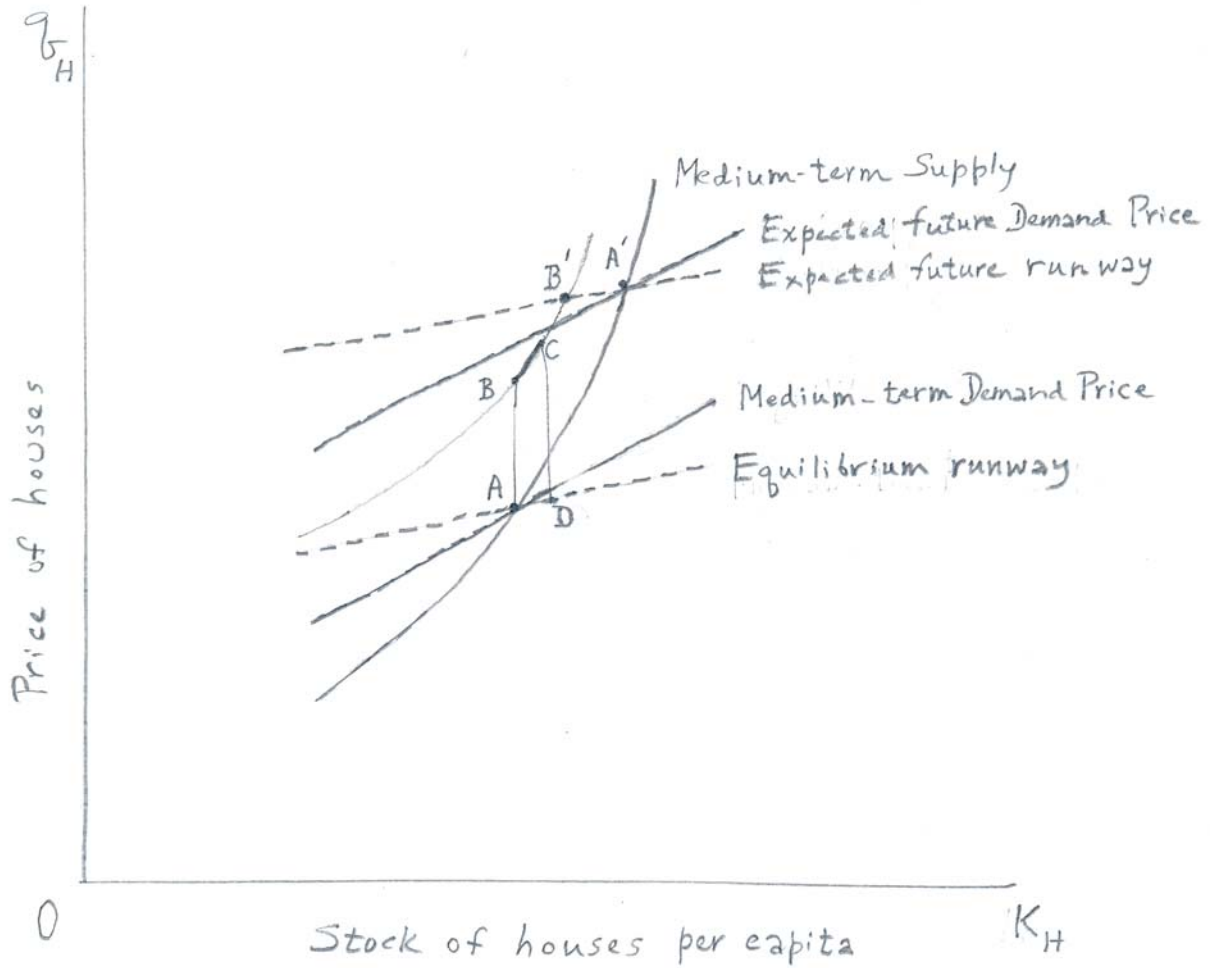 q_H
Medium-term Supply
Expected future Demand Price
Expected future runway
B'
A'
C
B
Medium-term Demand Price
Equilibrium runway
A
D
Price of houses
O
Stock of houses per capita
K_H